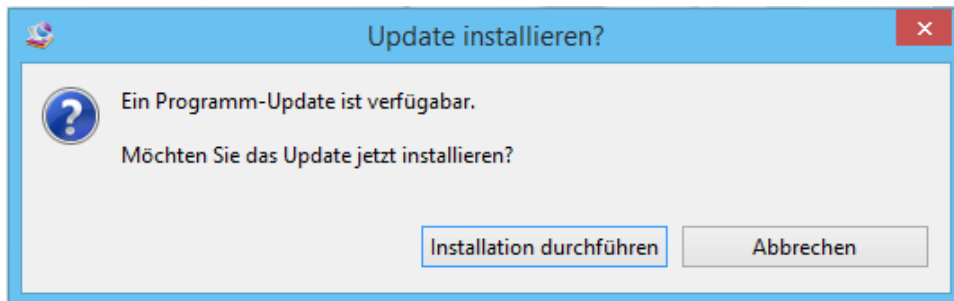 Update installieren?
Ein Programm-Update ist verfügabar.
Möchten Sie das Update jetzt installieren?
Installation durchführen
Abbrechen